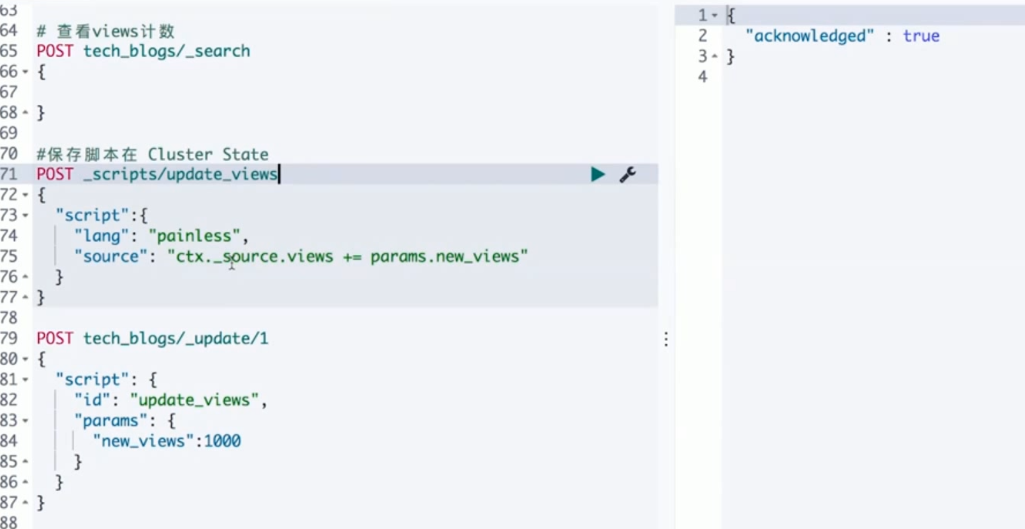 63
64 # 查看views计数
65 POST tech_blogs/_search
66 {
67
68 }
69
70 #保存脚本在 Cluster State
71 POST _scripts/update_views
72 {
73 "script":{
74 "lang": "painless",
75 "source": "ctx._source.views += params.new_views"
76 }
77 }
78
79 POST tech_blogs/_update/1
80 {
81 "script": {
82 "id": "update_views",
83 "params": {
84 "new_views":1000
85 }
86 }
87 }
88
1 {
2 "acknowledged" : true
3 }
4